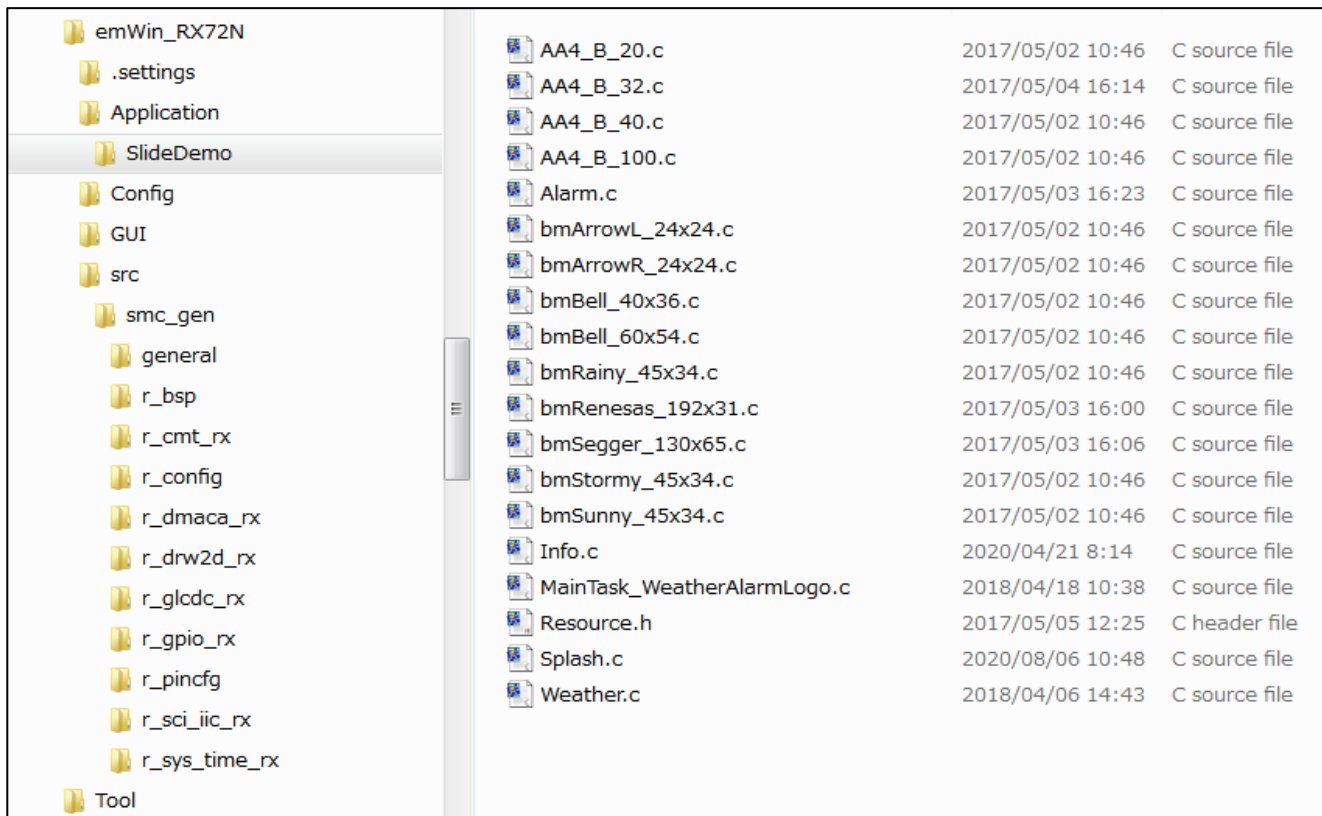 emWin_RX72N
.settings
Application
SlideDemo
Config
GUI
src
smc_gen
general
r_bsp
r_cmt_rx
r_config
r_dmaca_rx
r_drw2d_rx
r_glcdc_rx
r_gpio_rx
r_pincfg
r_sci_iic_rx
r_sys_time_rx
Tool
AA4_B_20.c 2017/05/02 10:46 C source file
AA4_B_32.c 2017/05/04 16:14 C source file
AA4_B_40.c 2017/05/02 10:46 C source file
AA4_B_100.c 2017/05/02 10:46 C source file
Alarm.c 2017/05/03 16:23 C source file
bmArrowL_24x24.c 2017/05/02 10:46 C source file
bmArrowR_24x24.c 2017/05/02 10:46 C source file
bmBell_40x36.c 2017/05/02 10:46 C source file
bmBell_60x54.c 2017/05/02 10:46 C source file
bmRainy_45x34.c 2017/05/02 10:46 C source file
bmRenesas_192x31.c 2017/05/03 16:00 C source file
bmSegger_130x65.c 2017/05/03 16:06 C source file
bmStormy_45x34.c 2017/05/02 10:46 C source file
bmSunny_45x34.c 2017/05/02 10:46 C source file
Info.c 2020/04/21 8:14 C source file
MainTask_WeatherAlarmLogo.c 2018/04/18 10:38 C source file
Resource.h 2017/05/05 12:25 C header file
Splash.c 2020/08/06 10:48 C source file
Weather.c 2018/04/06 14:43 C source file